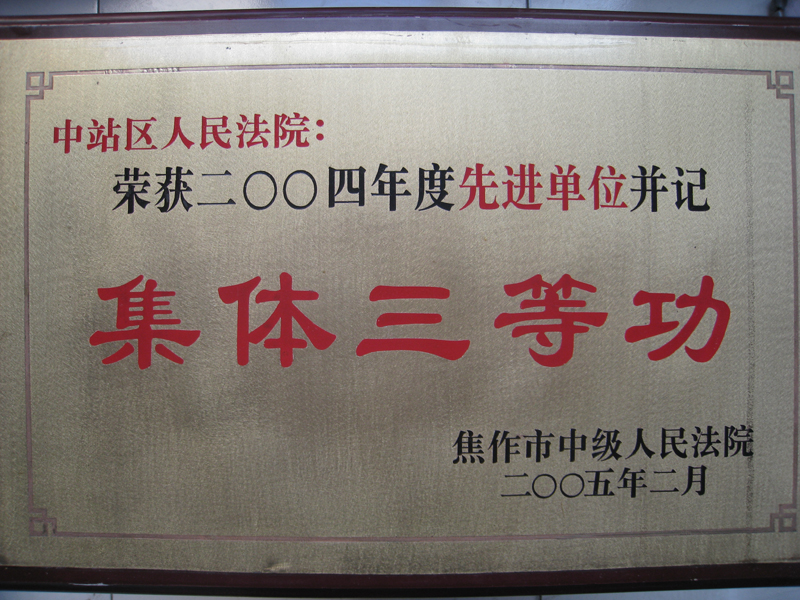 中站区人民法院：
荣获二〇〇四年度先进单位并记
集体三等功
焦作市中级人民法院
二〇〇五年二月